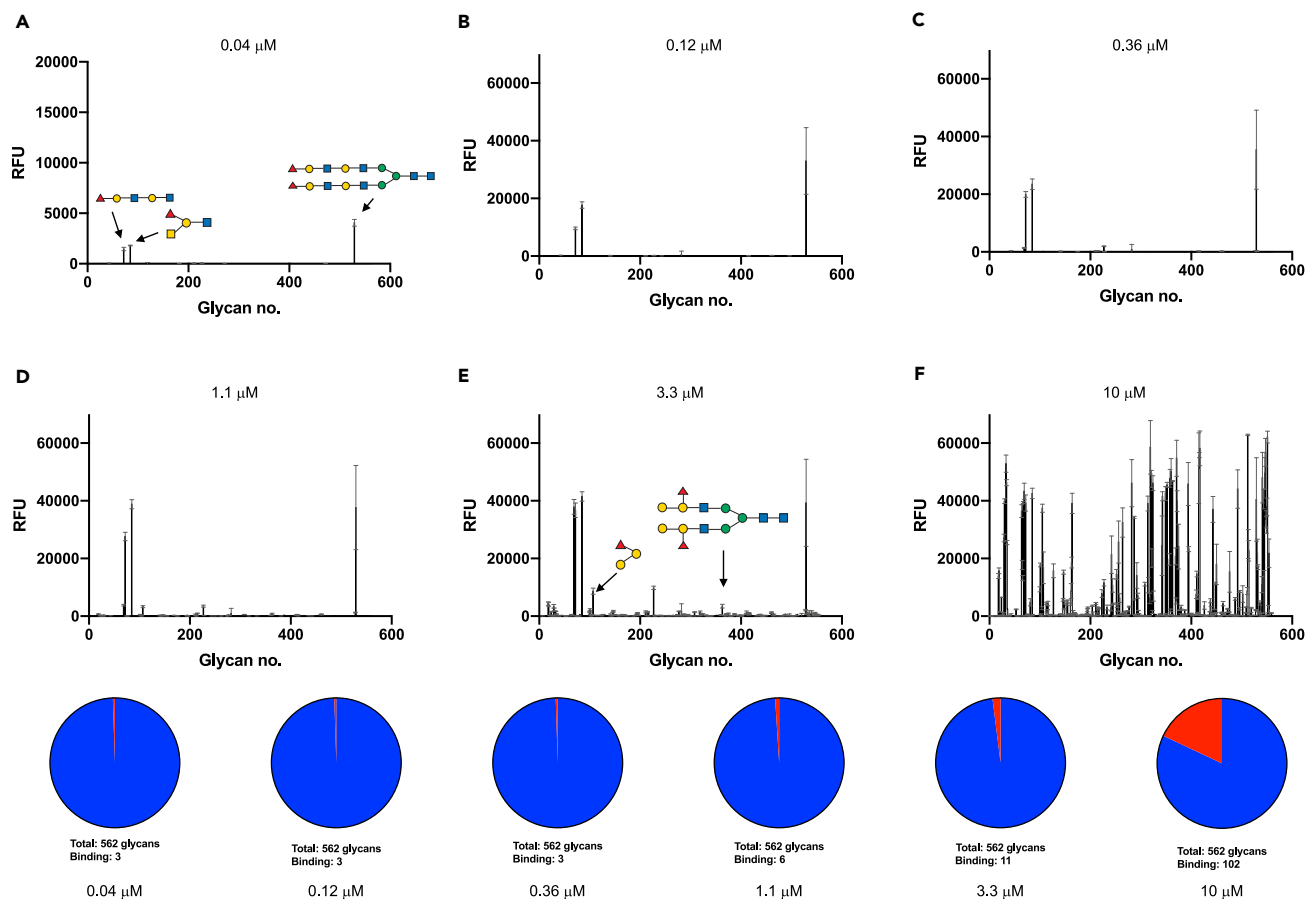 A
0.04 μM
20000
15000
10000
5000
0
RFU
0 200 400 600
Glycan no.
B
0.12 μM
60000
40000
20000
0
RFU
0 200 400 600
Glycan no.
C
0.36 μM
60000
40000
20000
0
RFU
0 200 400 600
Glycan no.
D
1.1 μM
60000
40000
20000
0
RFU
0 200 400 600
Glycan no.
E
3.3 μM
60000
40000
20000
0
RFU
0 200 400 600
Glycan no.
F
10 μM
60000
40000
20000
0
RFU
0 200 400 600
Glycan no.
Total: 562 glycans
Binding: 3
0.04 μM
Total: 562 glycans
Binding: 3
0.12 μM
Total: 562 glycans
Binding: 3
0.36 μM
Total: 562 glycans
Binding: 6
1.1 μM
Total: 562 glycans
Binding: 11
3.3 μM
Total: 562 glycans
Binding: 102
10 μM